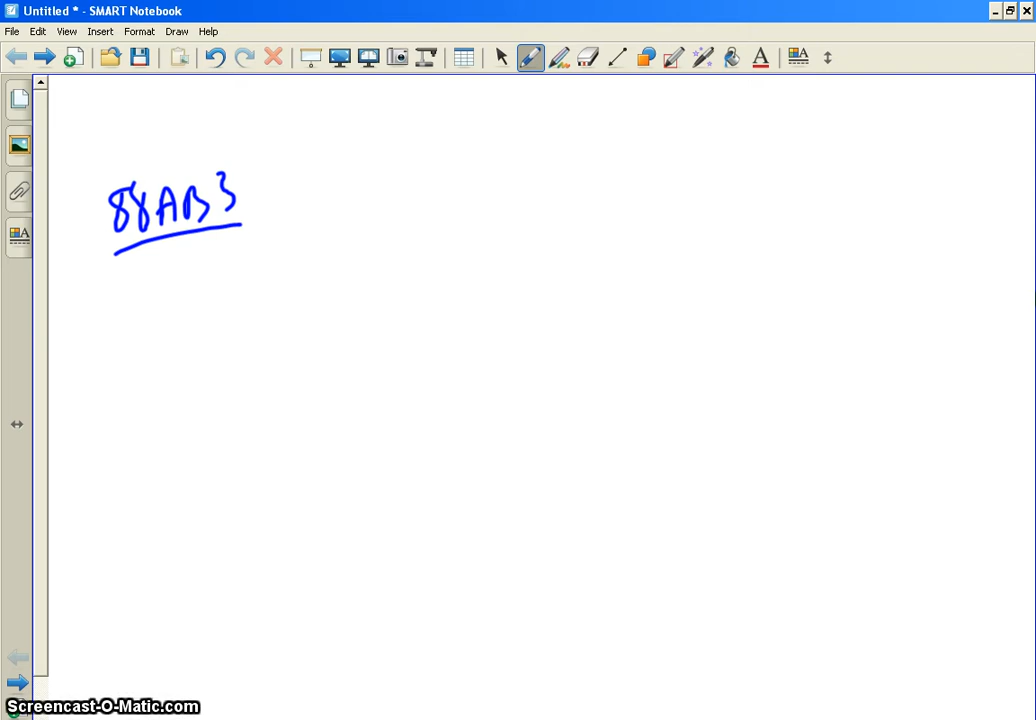 Untitled * - SMART Notebook
File Edit View Insert Format Draw Help
88AB3
Screencast-O-Matic.com